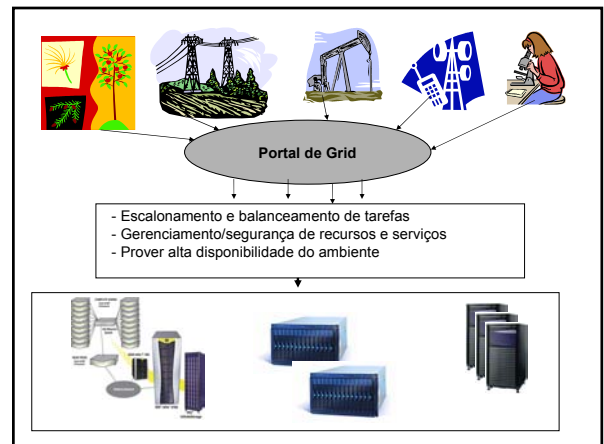 Portal de Grid
- Escalonamento e balanceamento de tarefas
- Gerenciamento/segurança de recursos e serviços
- Prover alta disponibilidade do ambiente